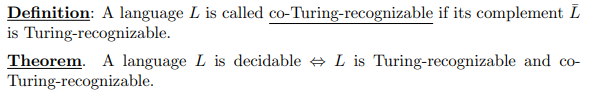 Definition: A language L is called co-Turing-recognizable if its complement L̄
is Turing-recognizable.
Theorem. A language L is decidable ⇔ L is Turing-recognizable and co-
Turing-recognizable.